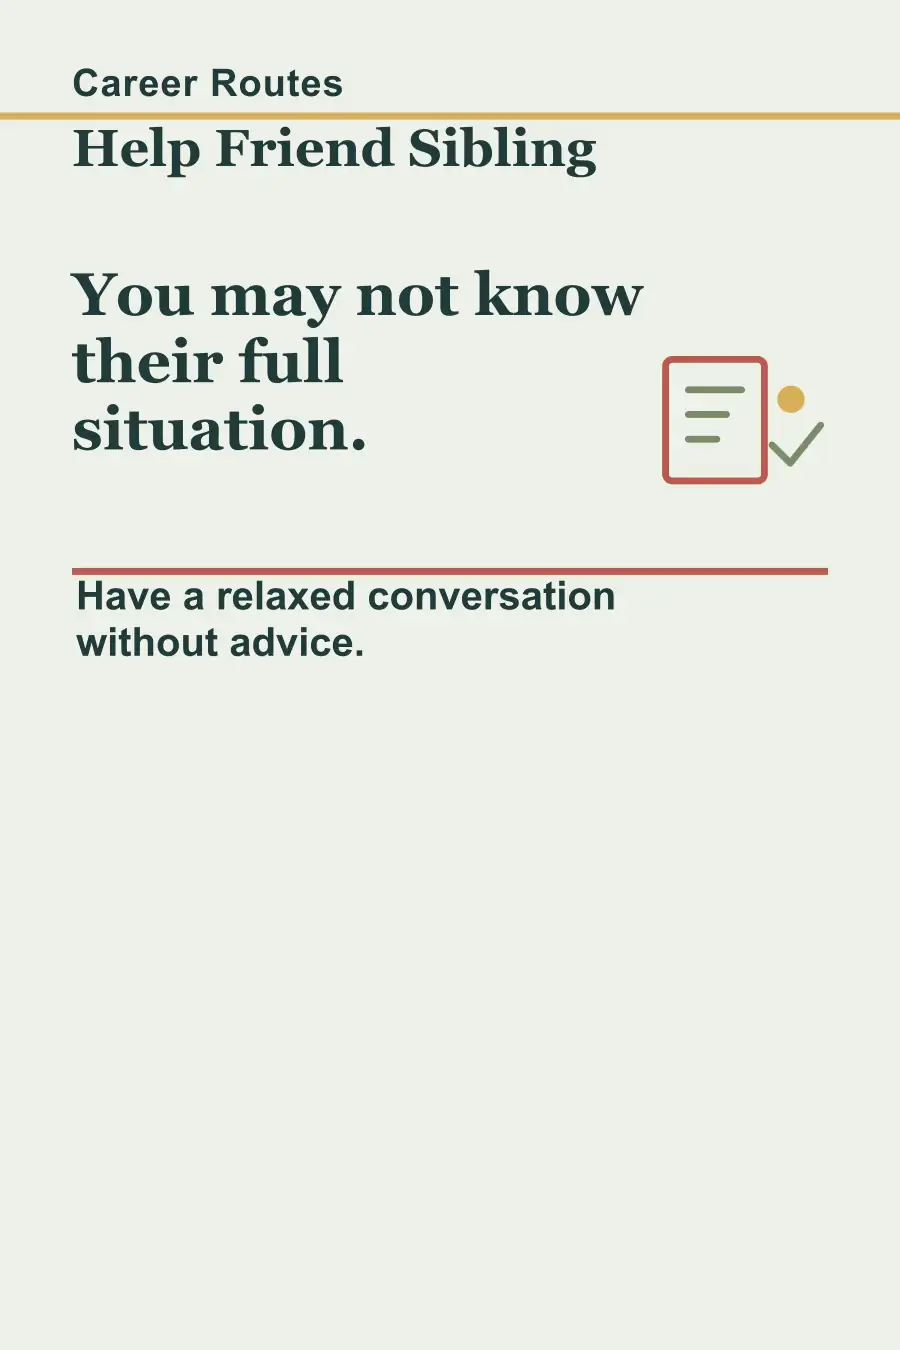 Career Routes
Help Friend Sibling
You may not know
their full
situation.
Have a relaxed conversation
without advice.